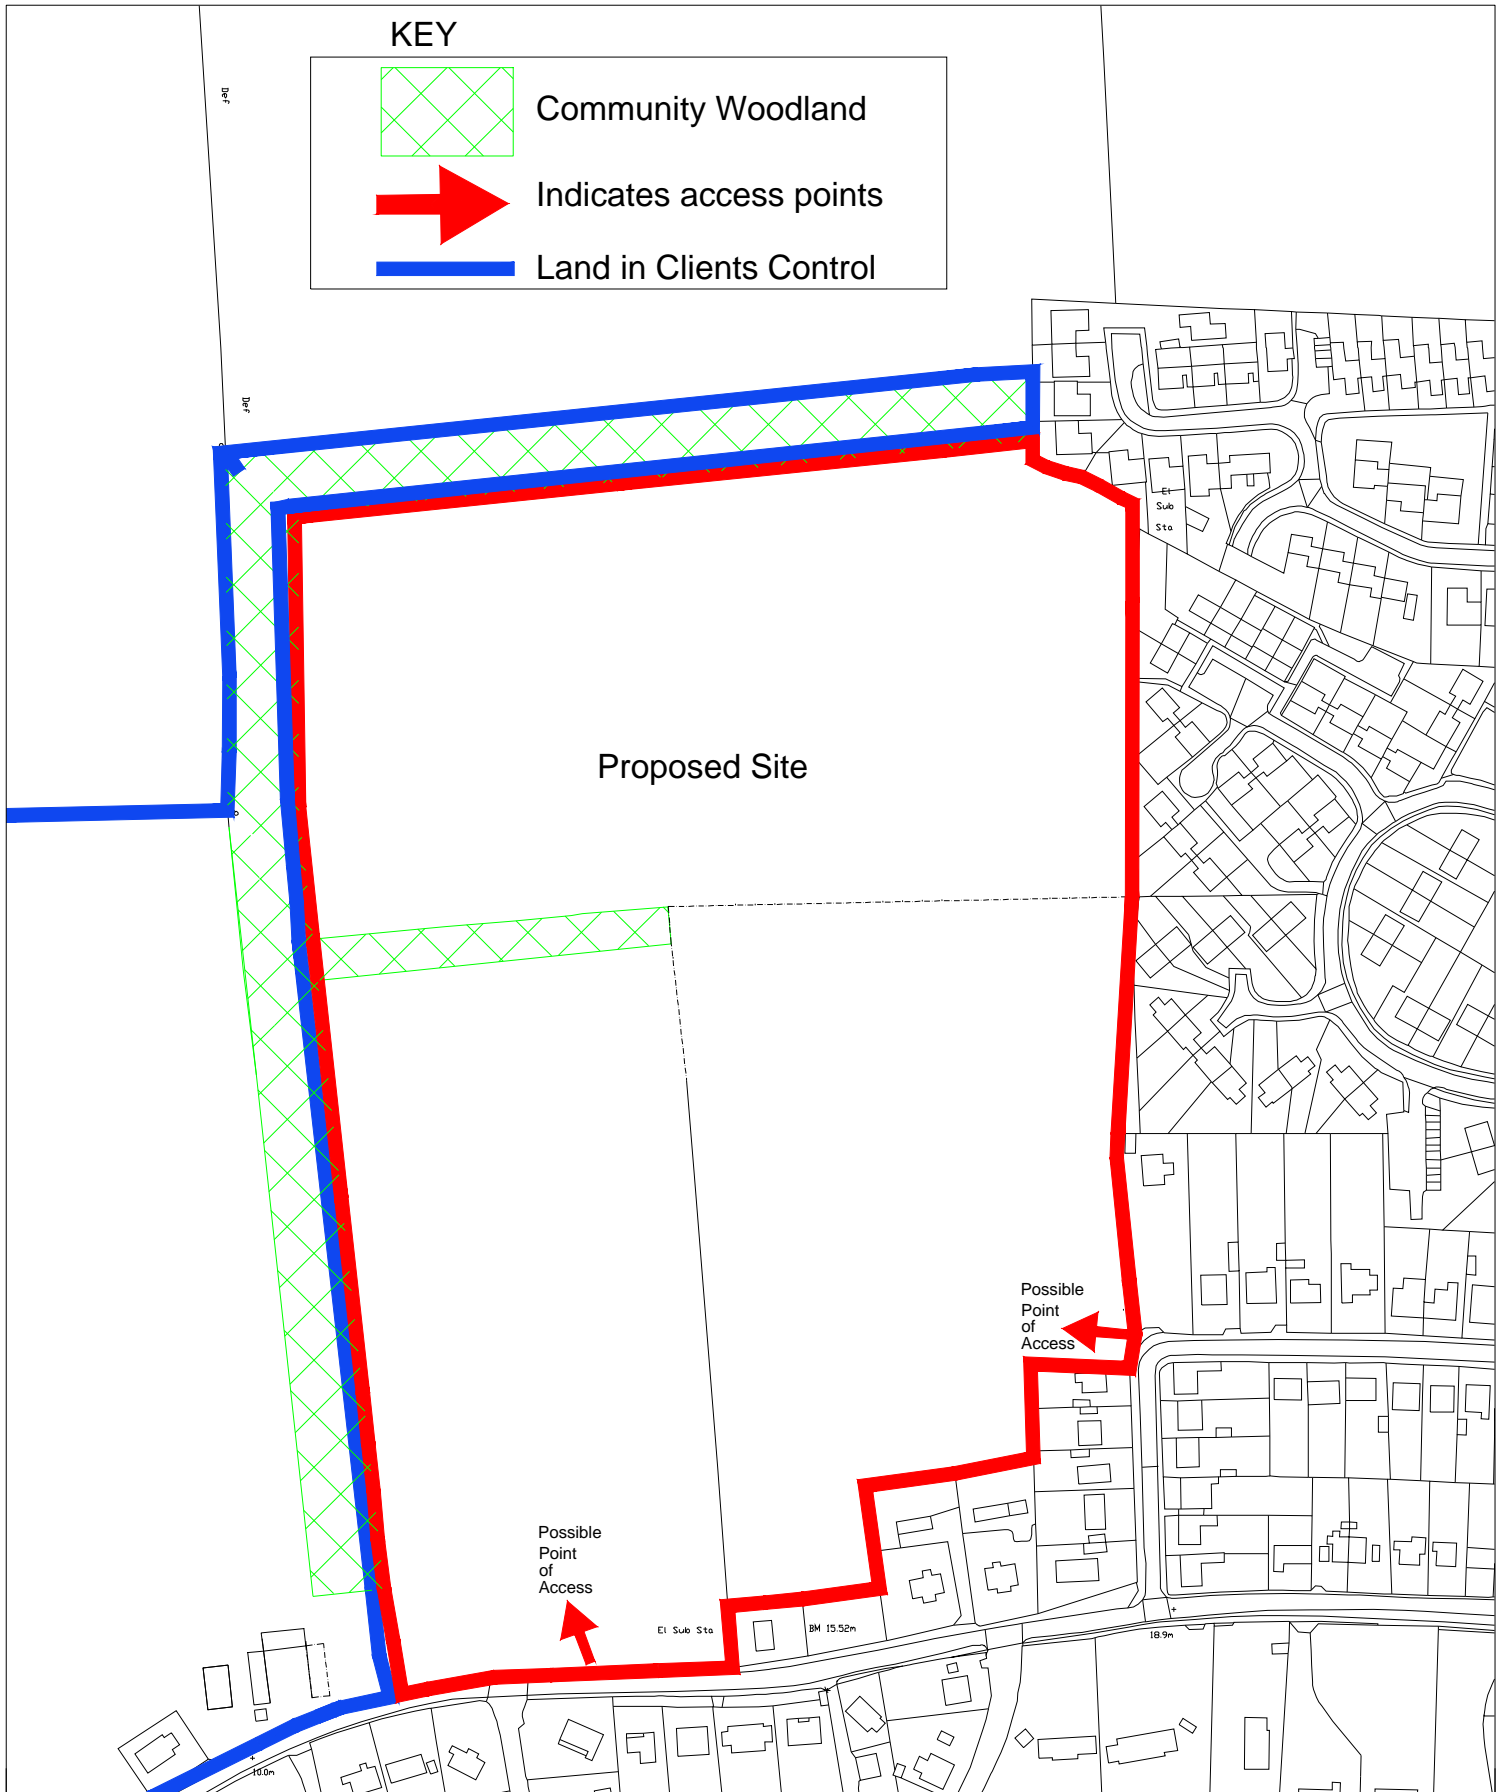 KEY
Community Woodland
Indicates access points
Land in Clients Control
Def
Def
El
Sub
Sta
Proposed Site
Possible
Point
of
Access
Possible
Point
of
Access
El Sub Sta
BM 15.52m
18.9m
10.0m